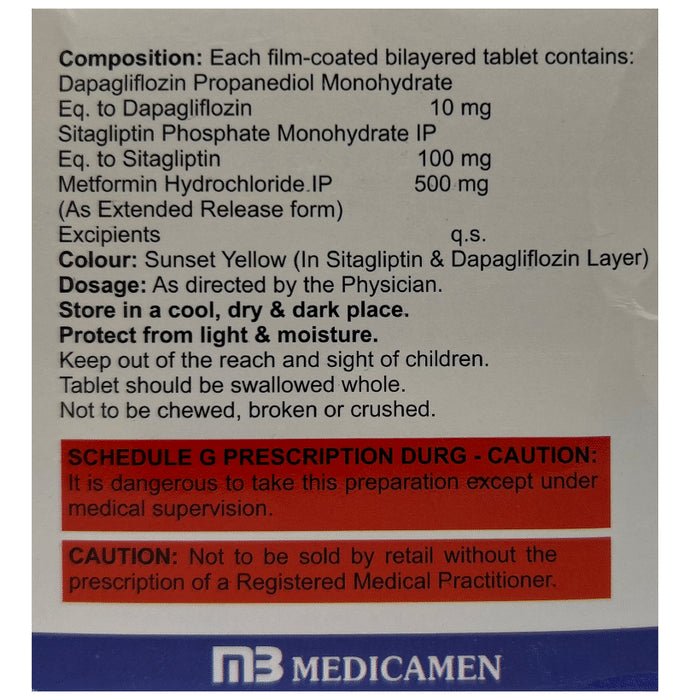 Composition: Each film-coated bilayered tablet contains:
Dapagliflozin Propanediol Monohydrate
Eq. to Dapagliflozin 10 mg
Sitagliptin Phosphate Monohydrate IP
Eq. to Sitagliptin 100 mg
Metformin Hydrochloride.IP 500 mg
(As Extended Release form)
Excipients q.s.
Colour: Sunset Yellow (In Sitagliptin & Dapagliflozin Layer)
Dosage: As directed by the Physician.
Store in a cool, dry & dark place.
Protect from light & moisture.
Keep out of the reach and sight of children.
Tablet should be swallowed whole.
Not to be chewed, broken or crushed.
SCHEDULE G PRESCRIPTION DURG - CAUTION:
It is dangerous to take this preparation except under
medical supervision.
CAUTION: Not to be sold by retail without the
prescription of a Registered Medical Practitioner.
MB MEDICAMEN